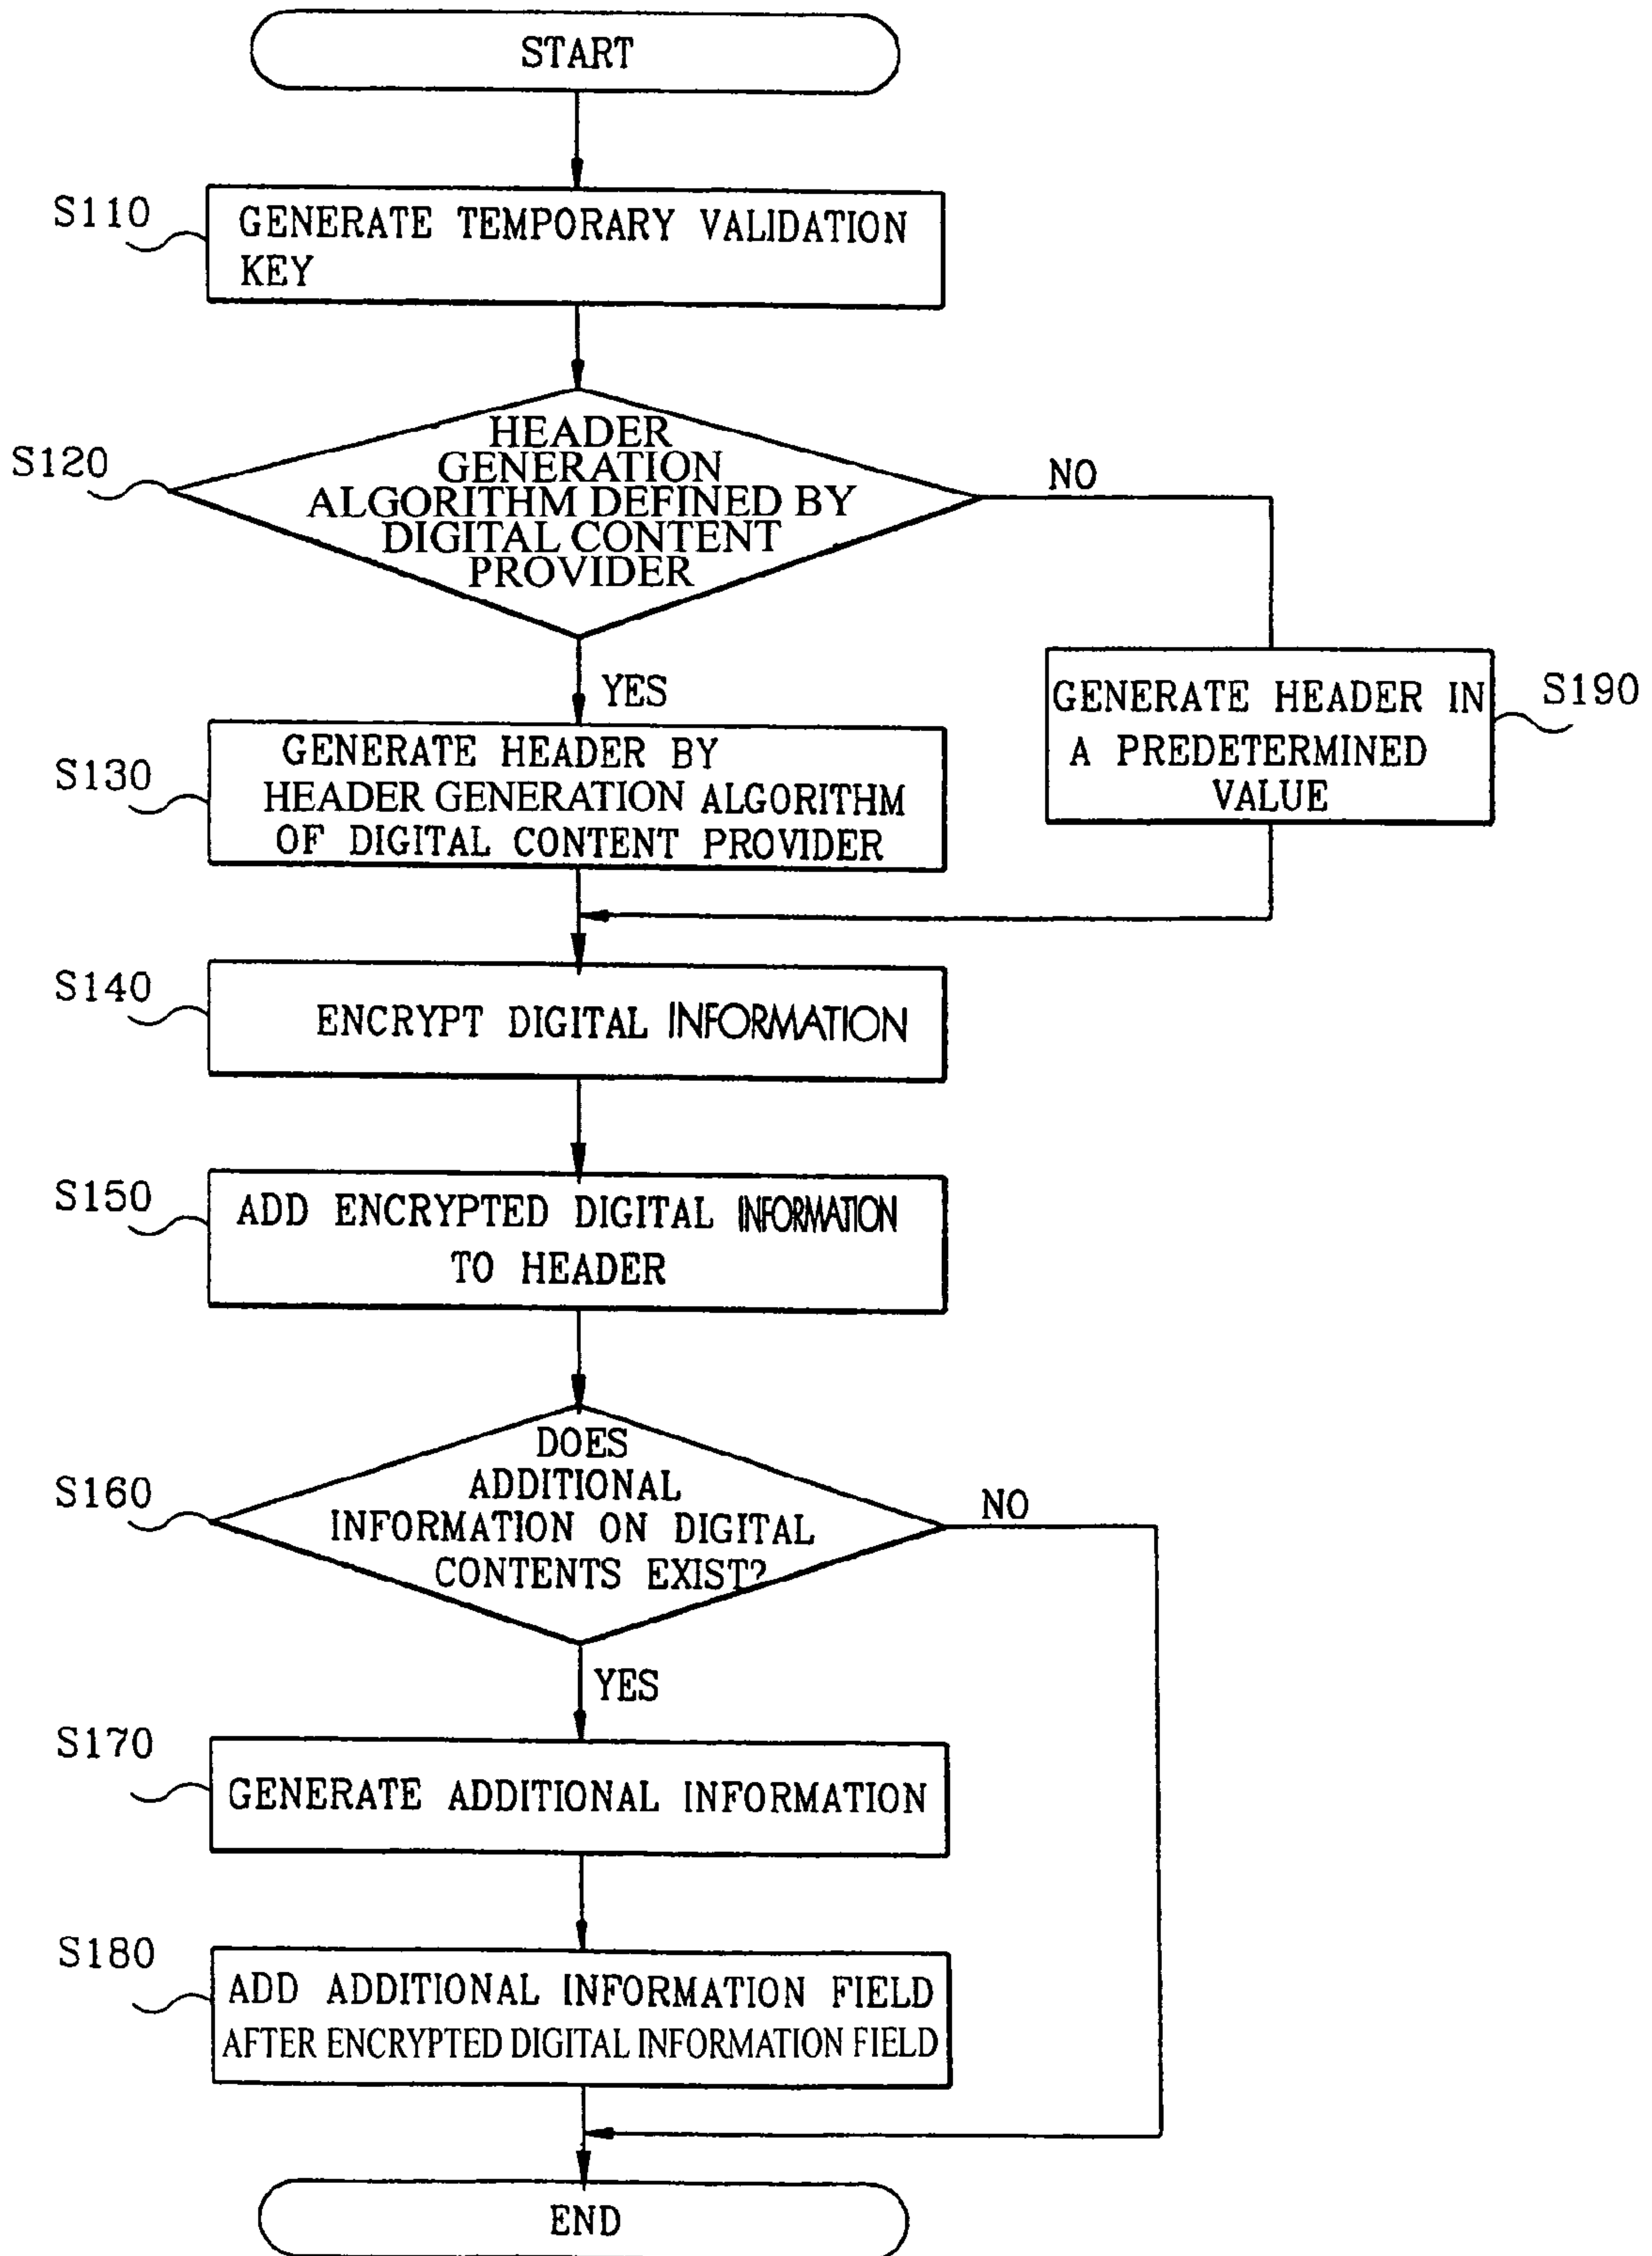 START
S110
GENERATE TEMPORARY VALIDATION
KEY
S120
HEADER
GENERATION
ALGORITHM DEFINED BY
DIGITAL CONTENT
PROVIDER
NO
YES
S130
GENERATE HEADER BY
HEADER GENERATION ALGORITHM
OF DIGITAL CONTENT PROVIDER
GENERATE HEADER IN
A PREDETERMINED
VALUE
S190
S140
ENCRYPT DIGITAL INFORMATION
S150
ADD ENCRYPTED DIGITAL INFORMATION
TO HEADER
S160
DOES
ADDITIONAL
INFORMATION ON DIGITAL
CONTENTS EXIST?
NO
YES
S170
GENERATE ADDITIONAL INFORMATION
S180
ADD ADDITIONAL INFORMATION FIELD
AFTER ENCRYPTED DIGITAL INFORMATION FIELD
END